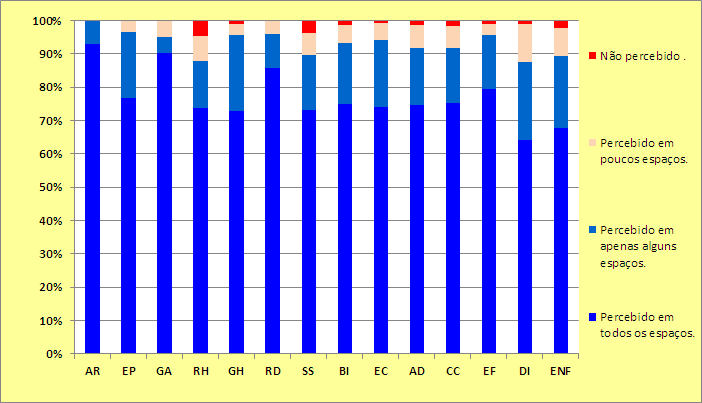 100%
90%
80%
70%
60%
50%
40%
30%
20%
10%
0%
AR EP GA RH GH RD SS BI EC AD CC EF DI ENF
Não percebido .
Percebido em
poucos espaços.
Percebido em
apenas alguns
espaços.
Percebido em
todos os espaços.